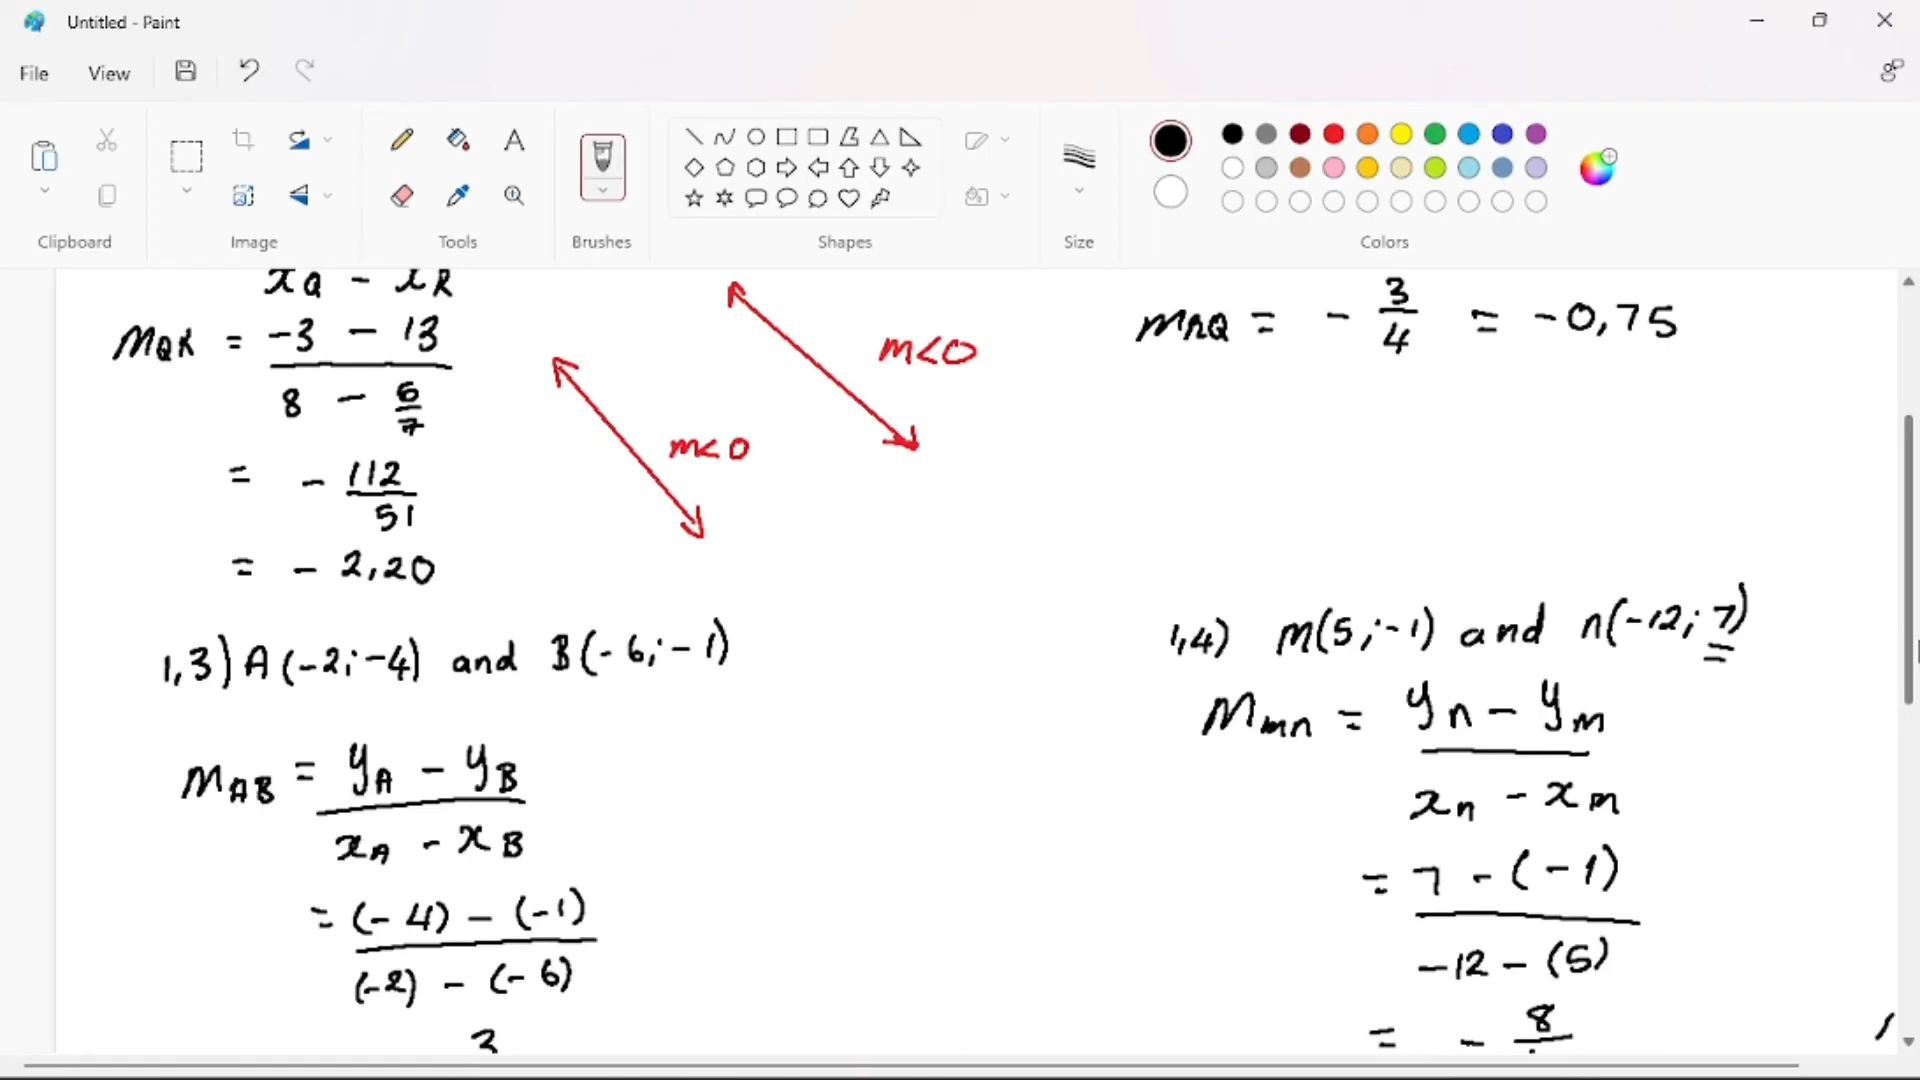 Untitled - Paint
File View
Clipboard Image Tools Brushes Shapes Size Colors
A
xQ - xR
MQR = -3 - 13
8 - 6/7
= - 112/51
= - 2,20
m<0
m<0
mRQ = - 3/4 = -0,75
1,3) A(-2;-4) and B(-6;-1)
MAB = yA - yB
xA - xB
= (-4) - (-1)
(-2) - (-6)
3
1,4) m(5;-1) and n(-12;7)
Mmn = yn - ym
xn - xm
= 7 - (-1)
-12 - (5)
= - 8